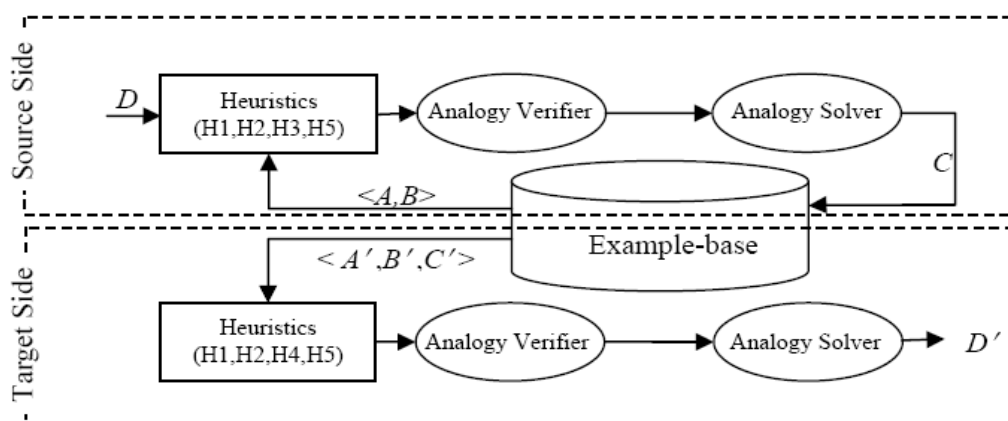 Source Side
D
Heuristics
(H1,H2,H3,H5)
Analogy Verifier
Analogy Solver
C
<A,B>
Example-base
<A′,B′,C′>
Target Side
Heuristics
(H1,H2,H4,H5)
Analogy Verifier
Analogy Solver
D′